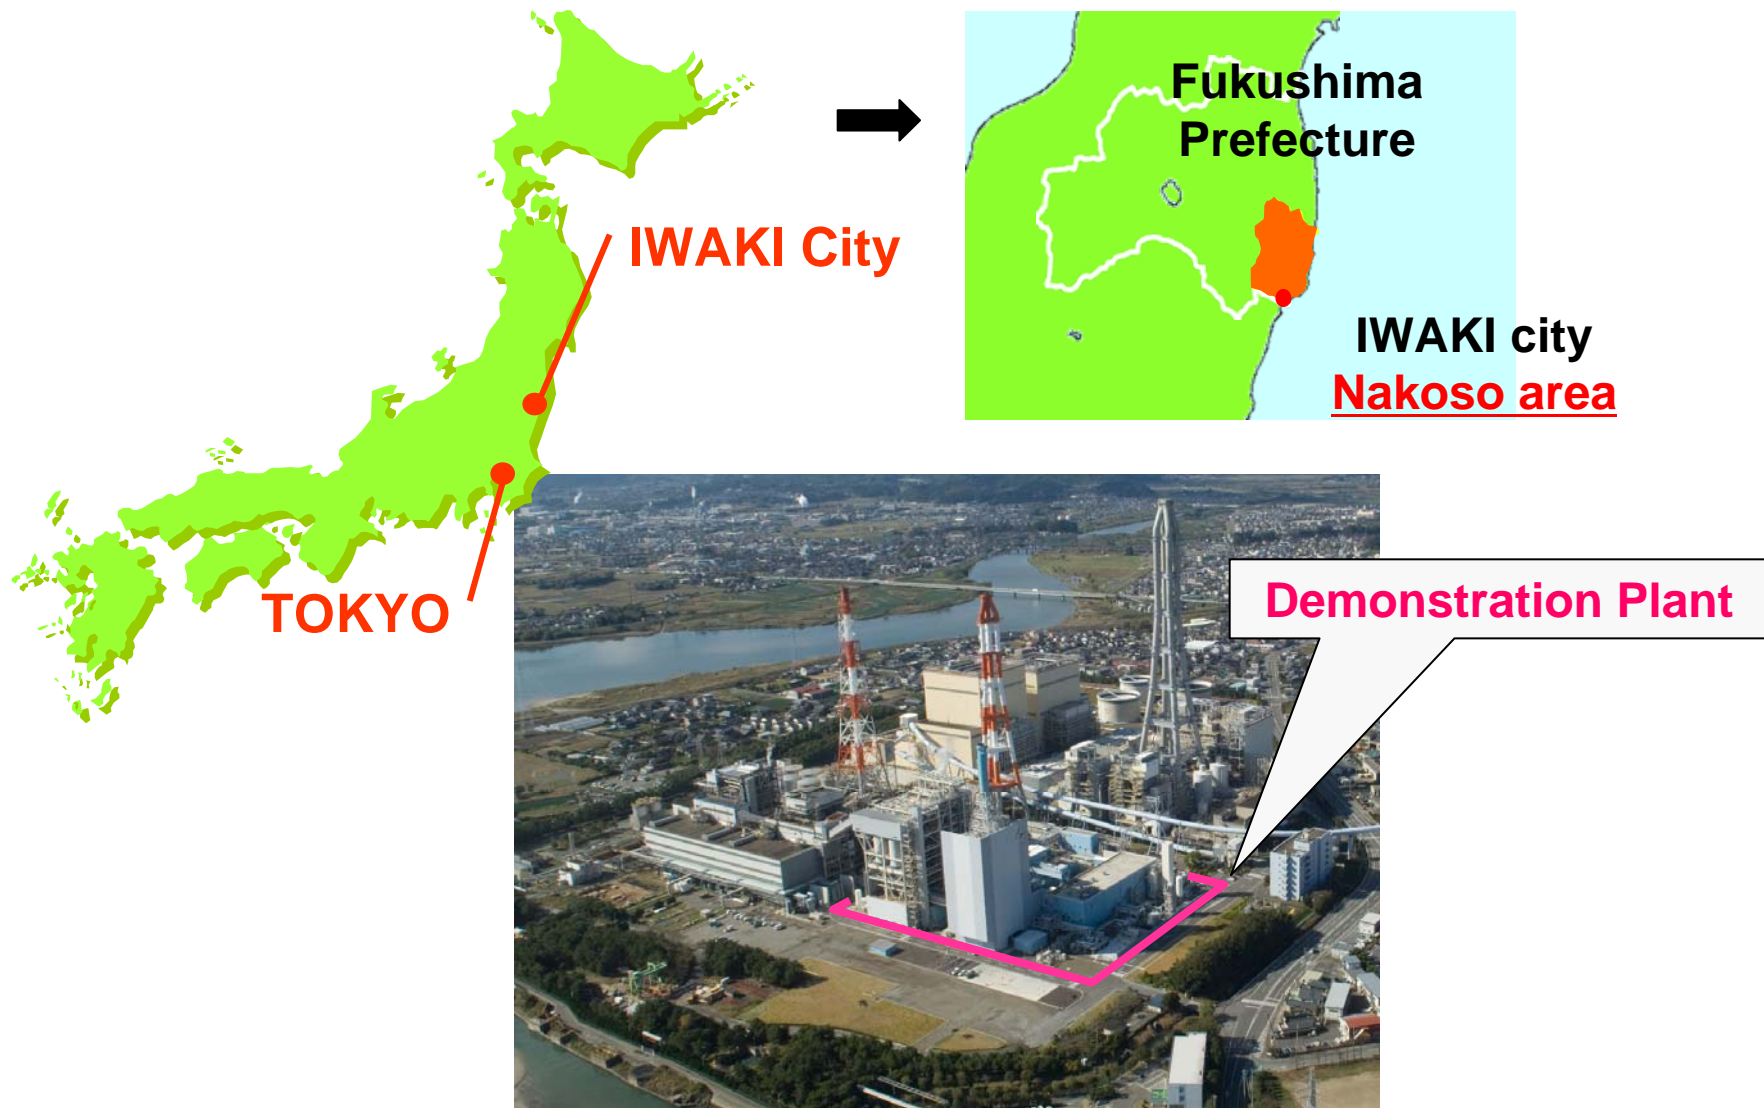 Fukushima
Prefecture
IWAKI City
IWAKI city
Nakoso area
TOKYO
Demonstration Plant